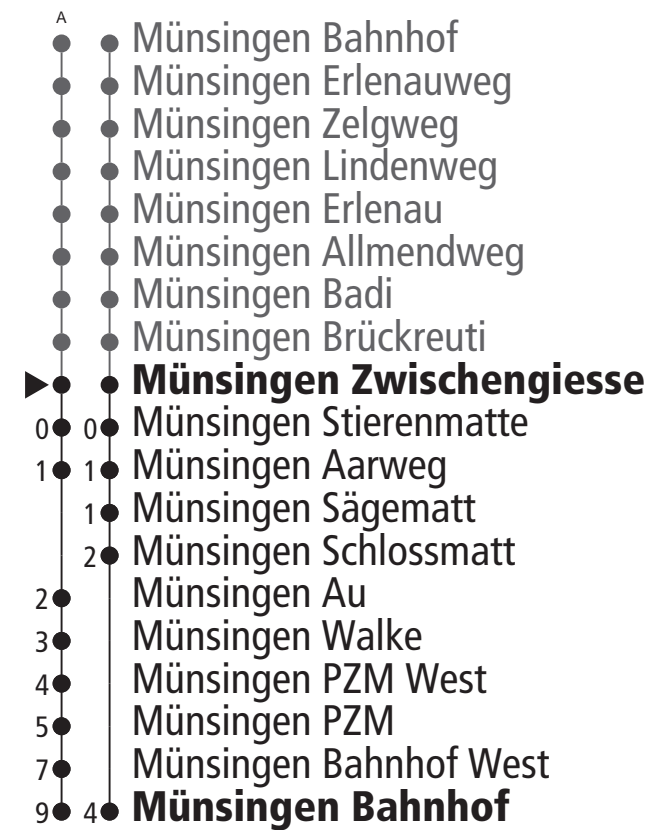 A
Münsingen Bahnhof
Münsingen Erlenauweg
Münsingen Zelgweg
Münsingen Lindenweg
Münsingen Erlenau
Münsingen Allmendweg
Münsingen Badi
Münsingen Brückreuti
Münsingen Zwischengiesse
0 0 Münsingen Stierenmatte
1 1 Münsingen Aarweg
1 Münsingen Sägematt
2 Münsingen Schlossmatt
2 Münsingen Au
3 Münsingen Walke
4 Münsingen PZM West
5 Münsingen PZM
7 Münsingen Bahnhof West
9 4 Münsingen Bahnhof